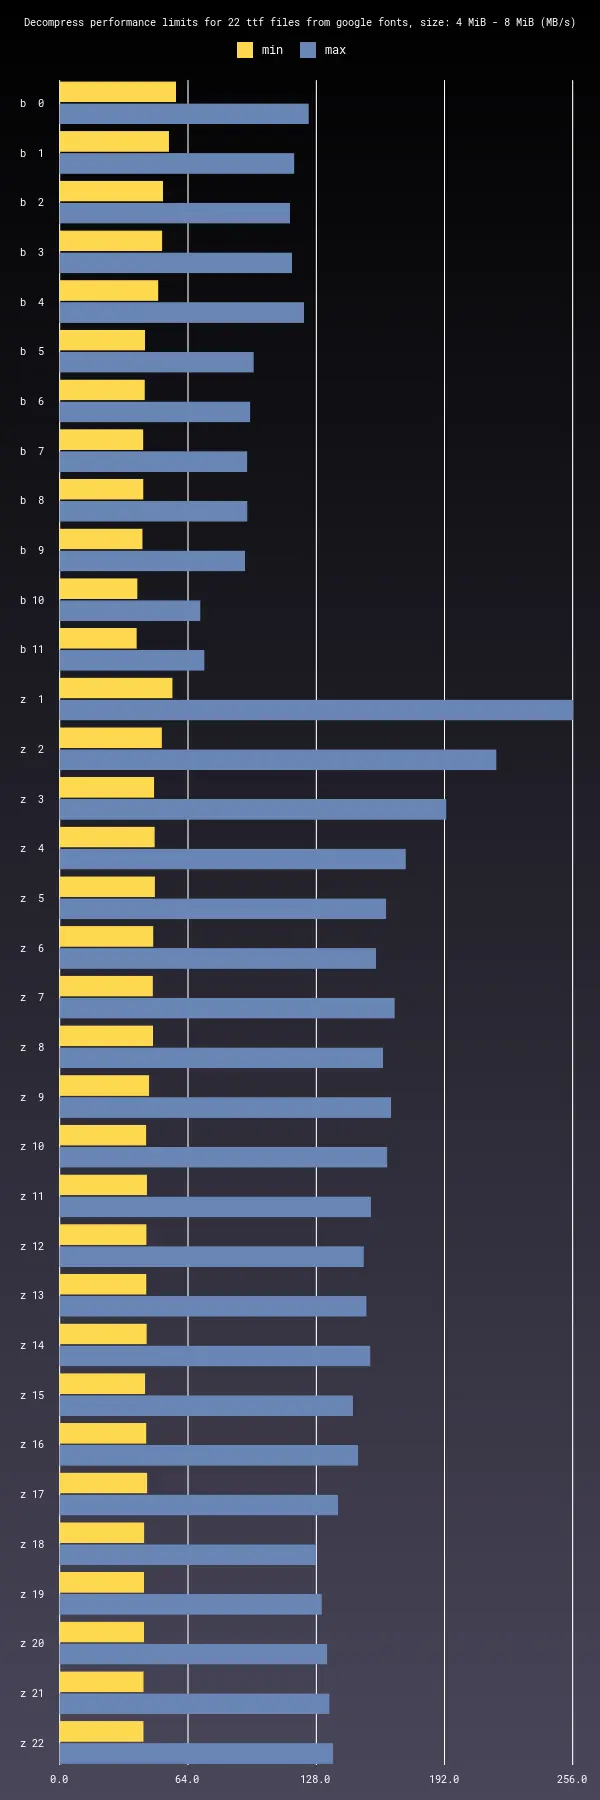 Decompress performance limits for 22 ttf files from google fonts, size: 4 MiB - 8 MiB (MB/s)
min max
b 0
b 1
b 2
b 3
b 4
b 5
b 6
b 7
b 8
b 9
b 10
b 11
z 1
z 2
z 3
z 4
z 5
z 6
z 7
z 8
z 9
z 10
z 11
z 12
z 13
z 14
z 15
z 16
z 17
z 18
z 19
z 20
z 21
z 22
0.0 64.0 128.0 192.0 256.0